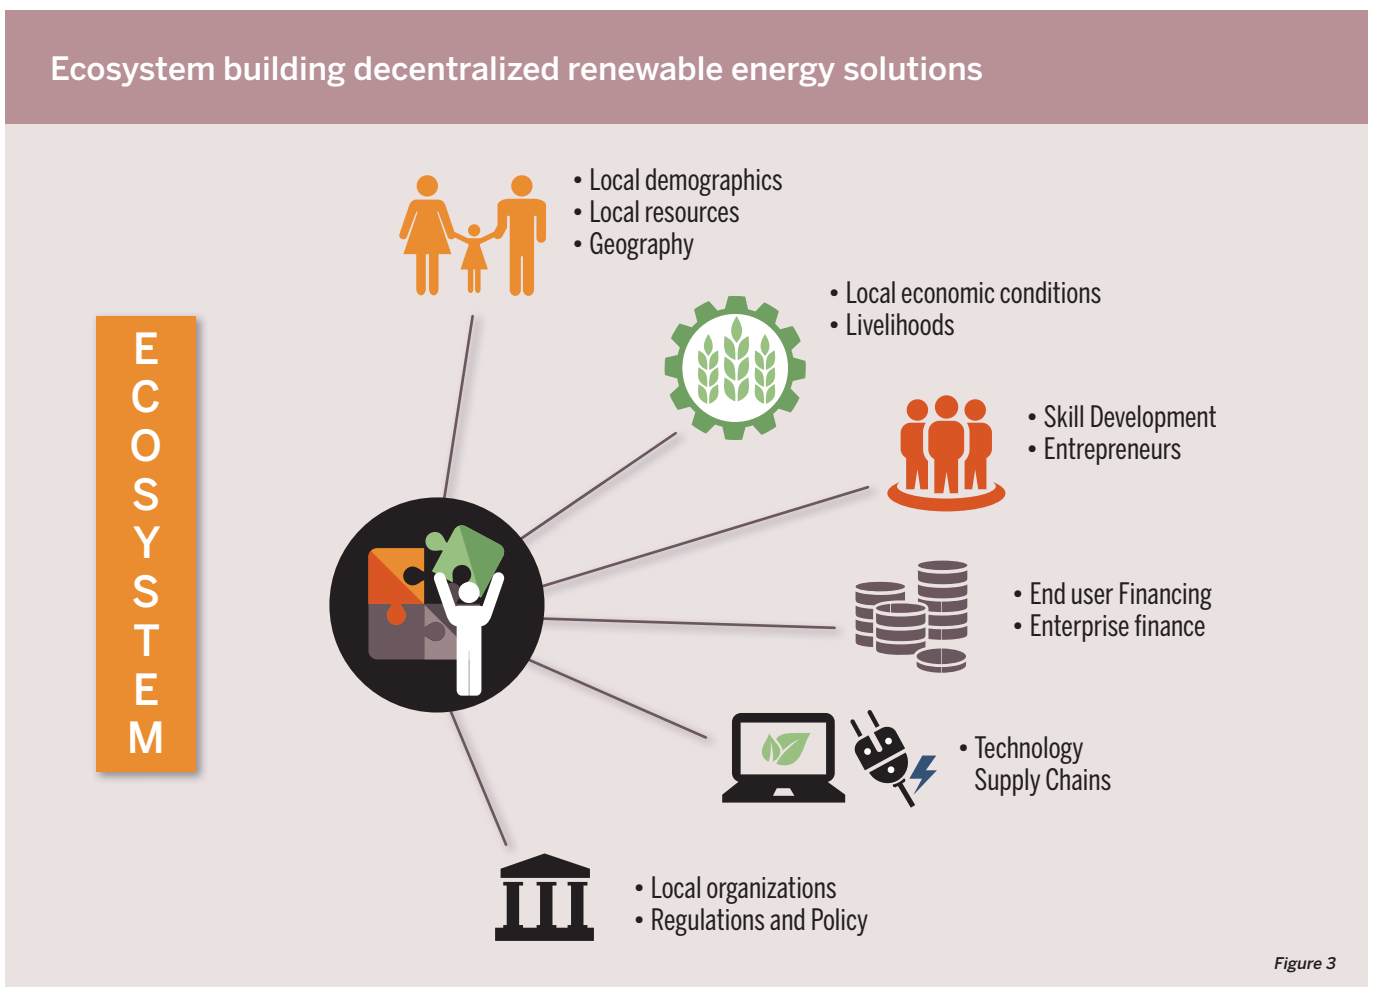 Ecosystem building decentralized renewable energy solutions
• Local demographics
• Local resources
• Geography
• Local economic conditions
• Livelihoods
E
C
O
S
Y
S
T
E
M
• Skill Development
• Entrepreneurs
• End user Financing
• Enterprise finance
• Technology
Supply Chains
• Local organizations
• Regulations and Policy
Figure 3